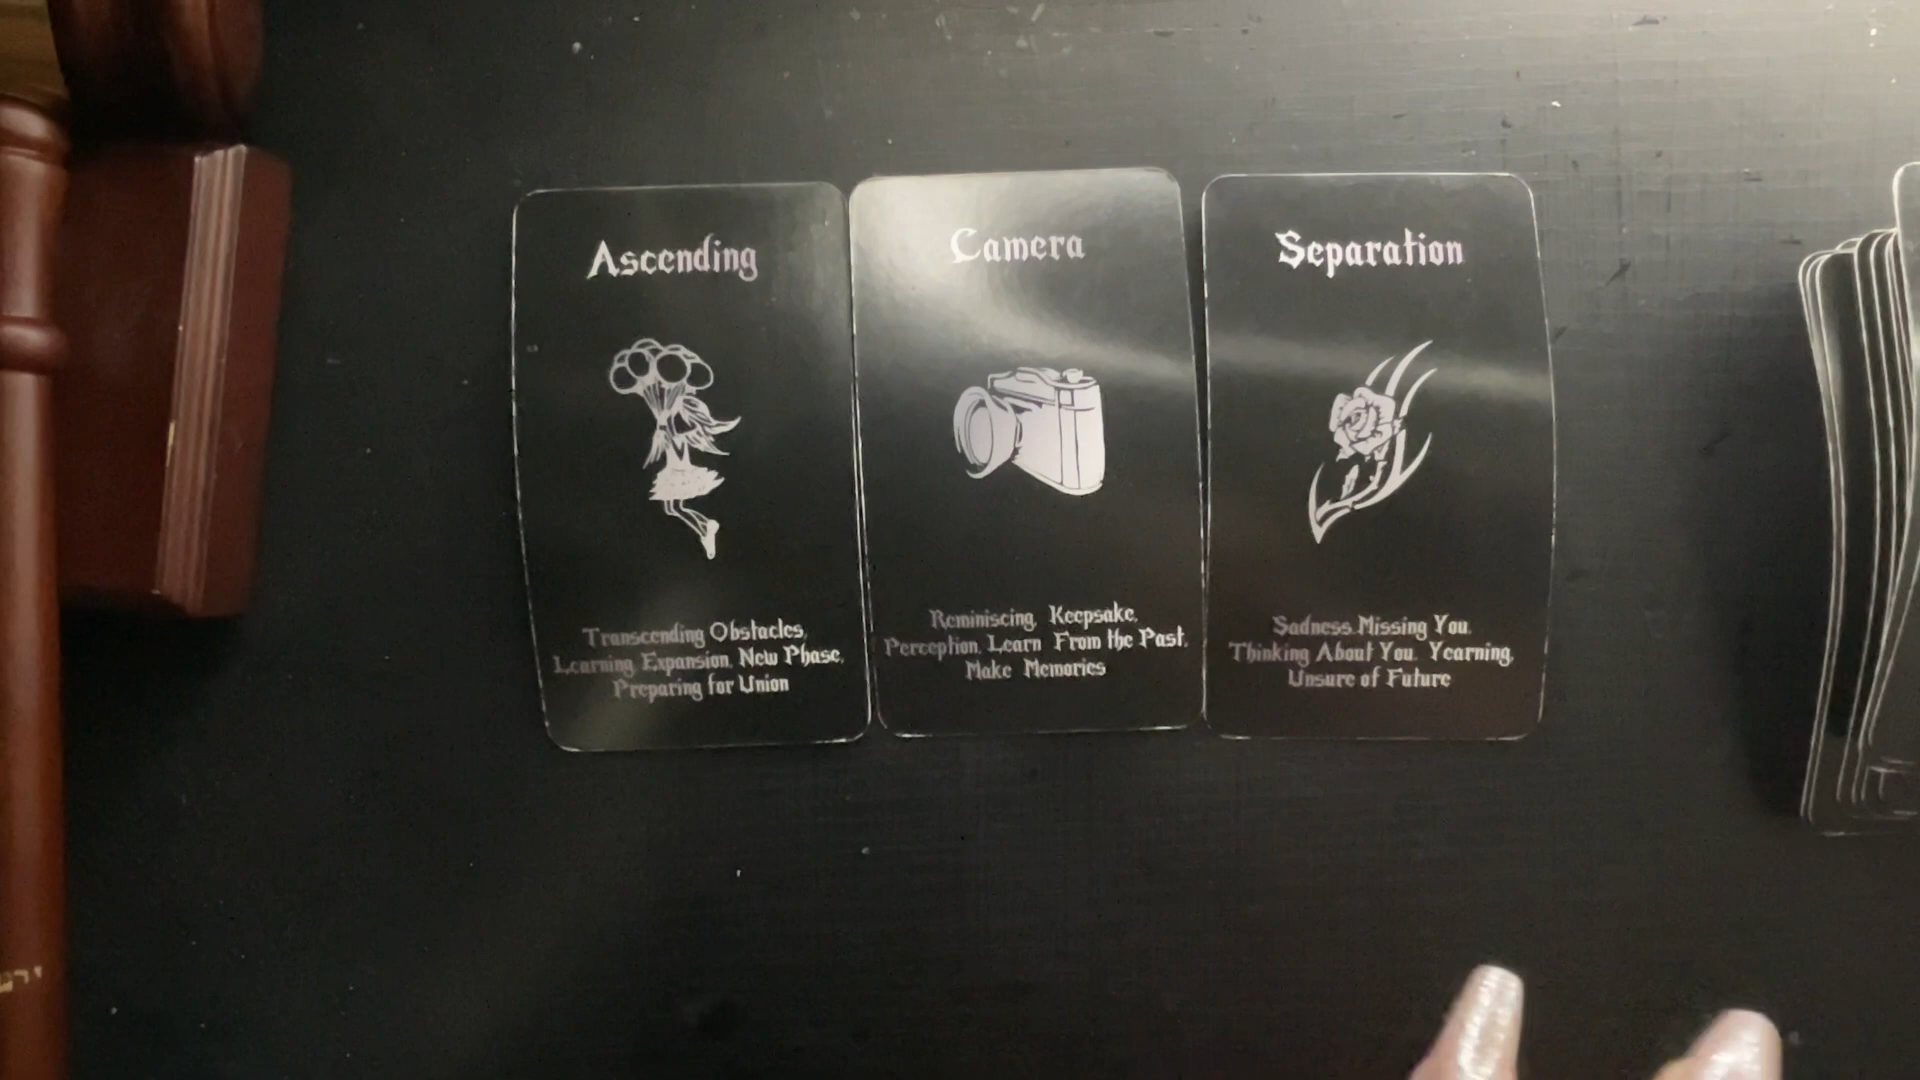 Ascending
Transcending Obstacles,
Learning, Expansion, New Phase,
Preparing for Union
Camera
Reminiscing, Keepsake,
Perception, Learn From the Past,
Make Memories
Separation
Sadness, Missing You,
Thinking About You, Yearning,
Unsure of Future